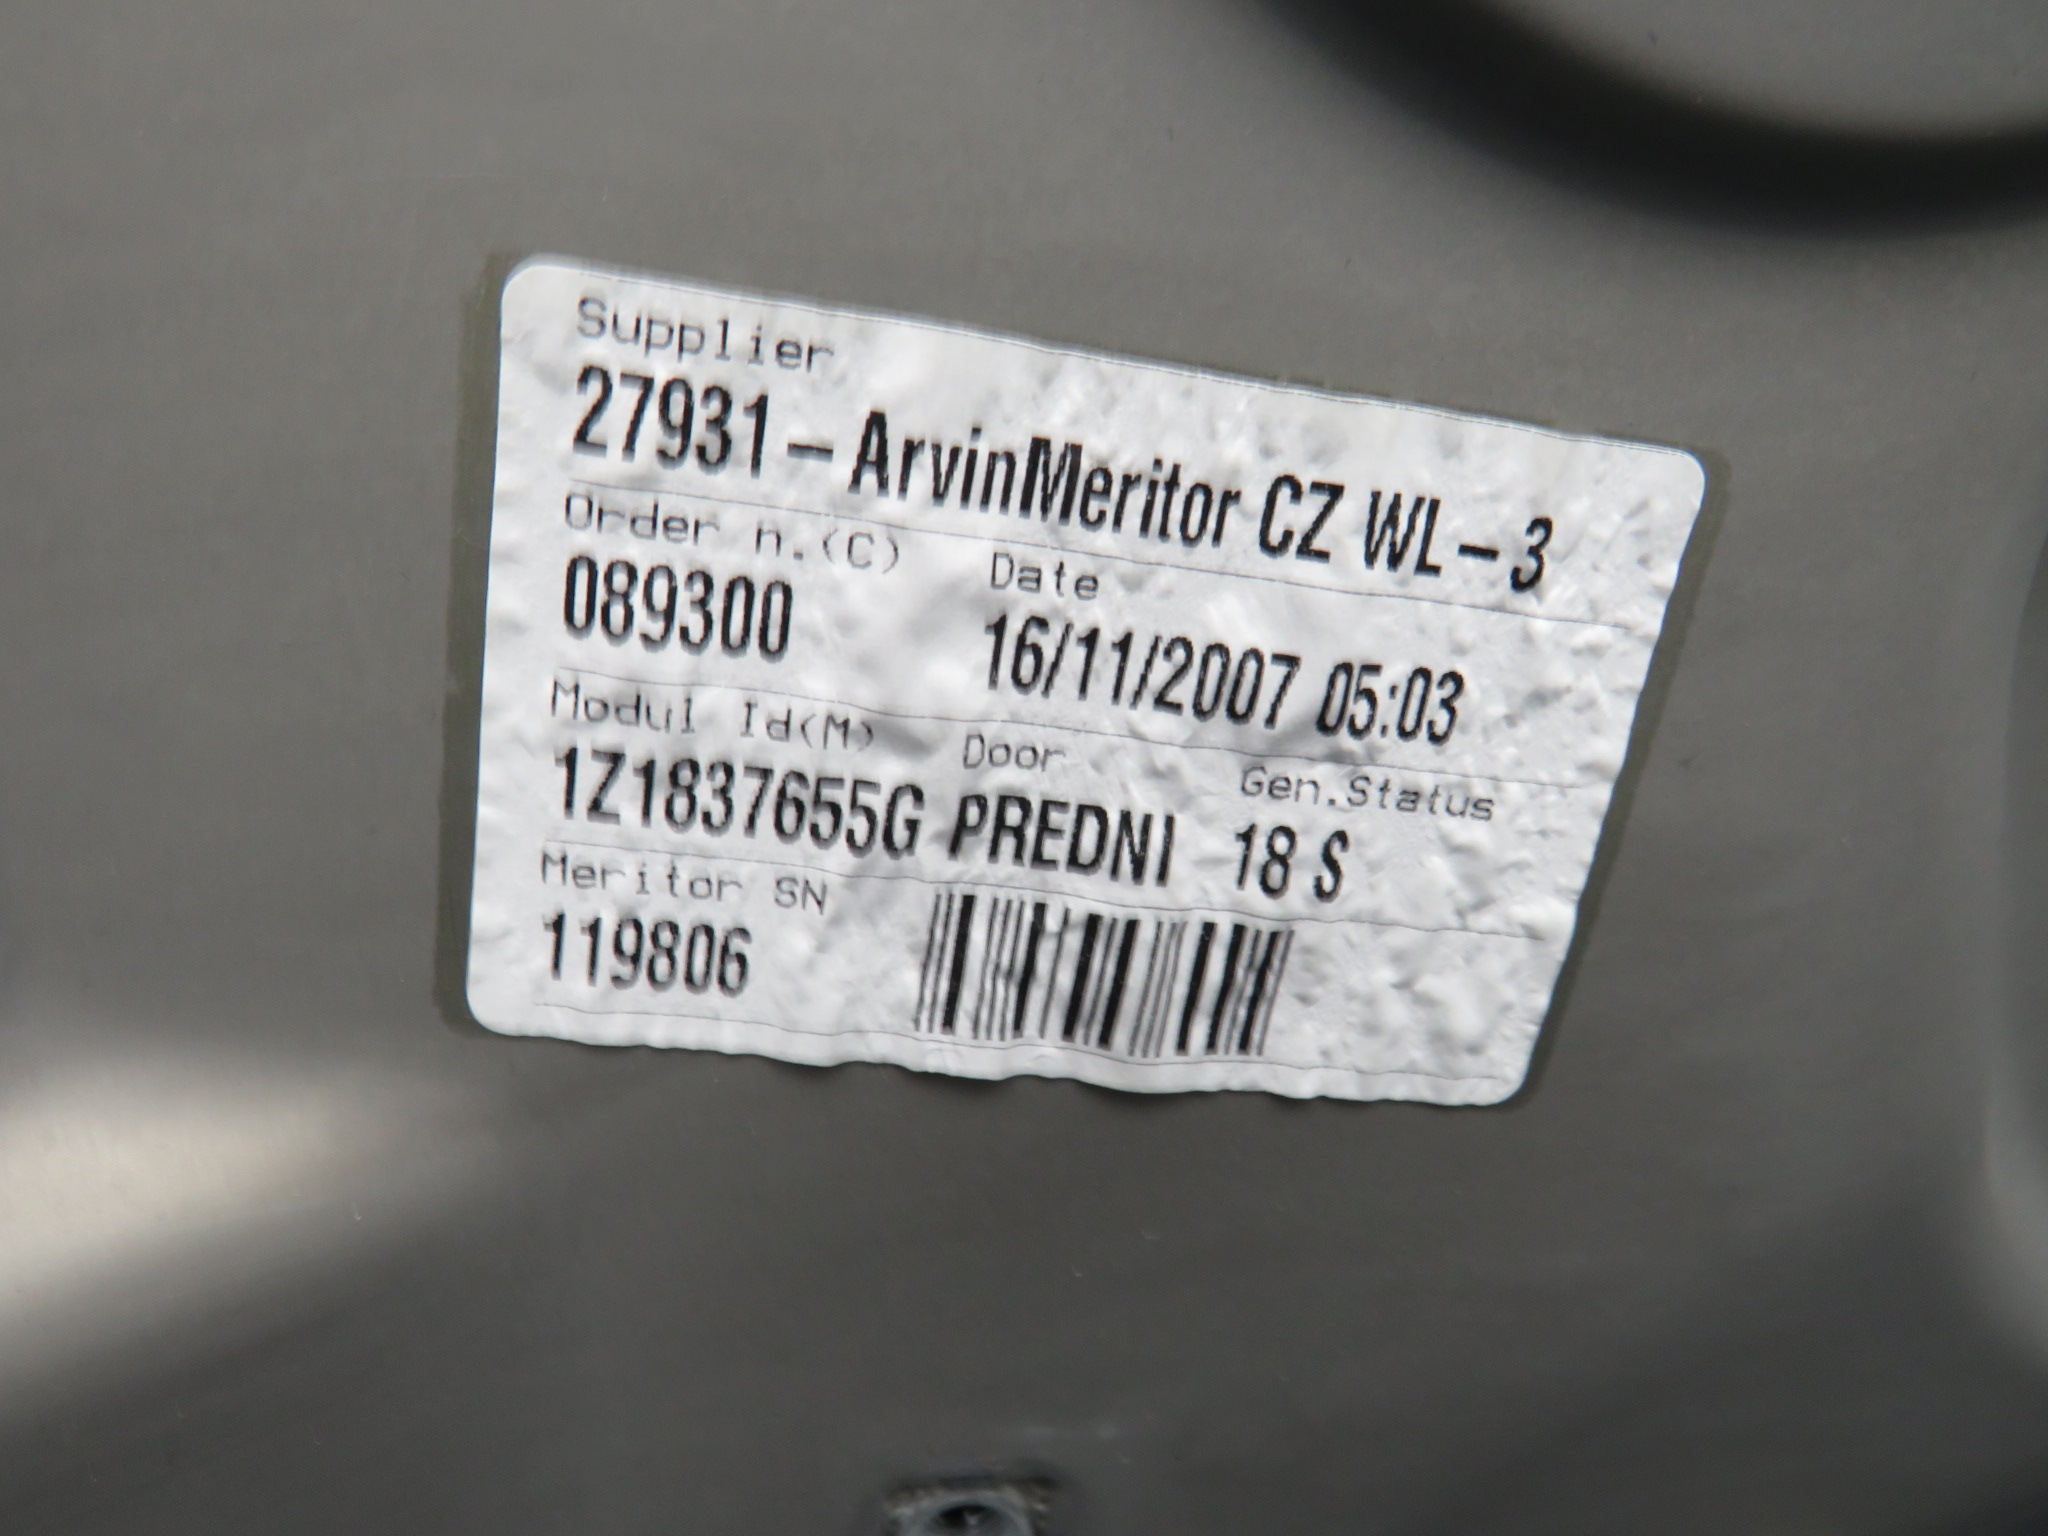 Supplier
27931 - ArvinMeritor CZ WL - 3
Order n.(C) Date
089300 16/11/2007 05:03
Modul Id(M) Door Gen.Status
1Z1837655G PREDNI 18 S
Meritor SN
119806